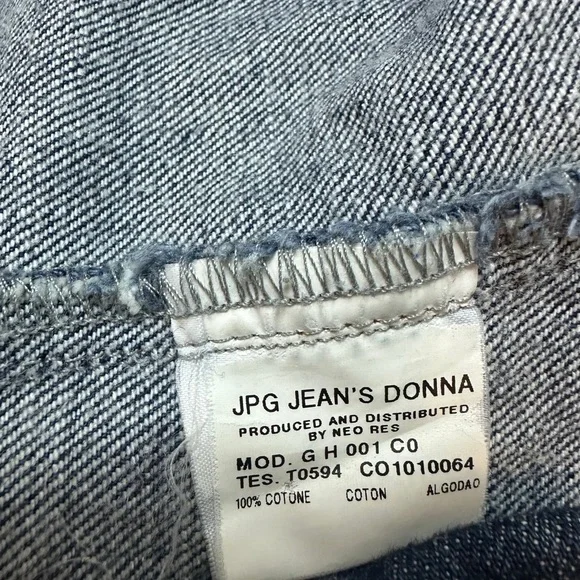 JPG JEAN'S DONNA
PRODUCED AND DISTRIBUTED
BY NEO RES
MOD. G H 001 C0
TES. T0594 CO1010064
100% COTONE COTON ALGODAO